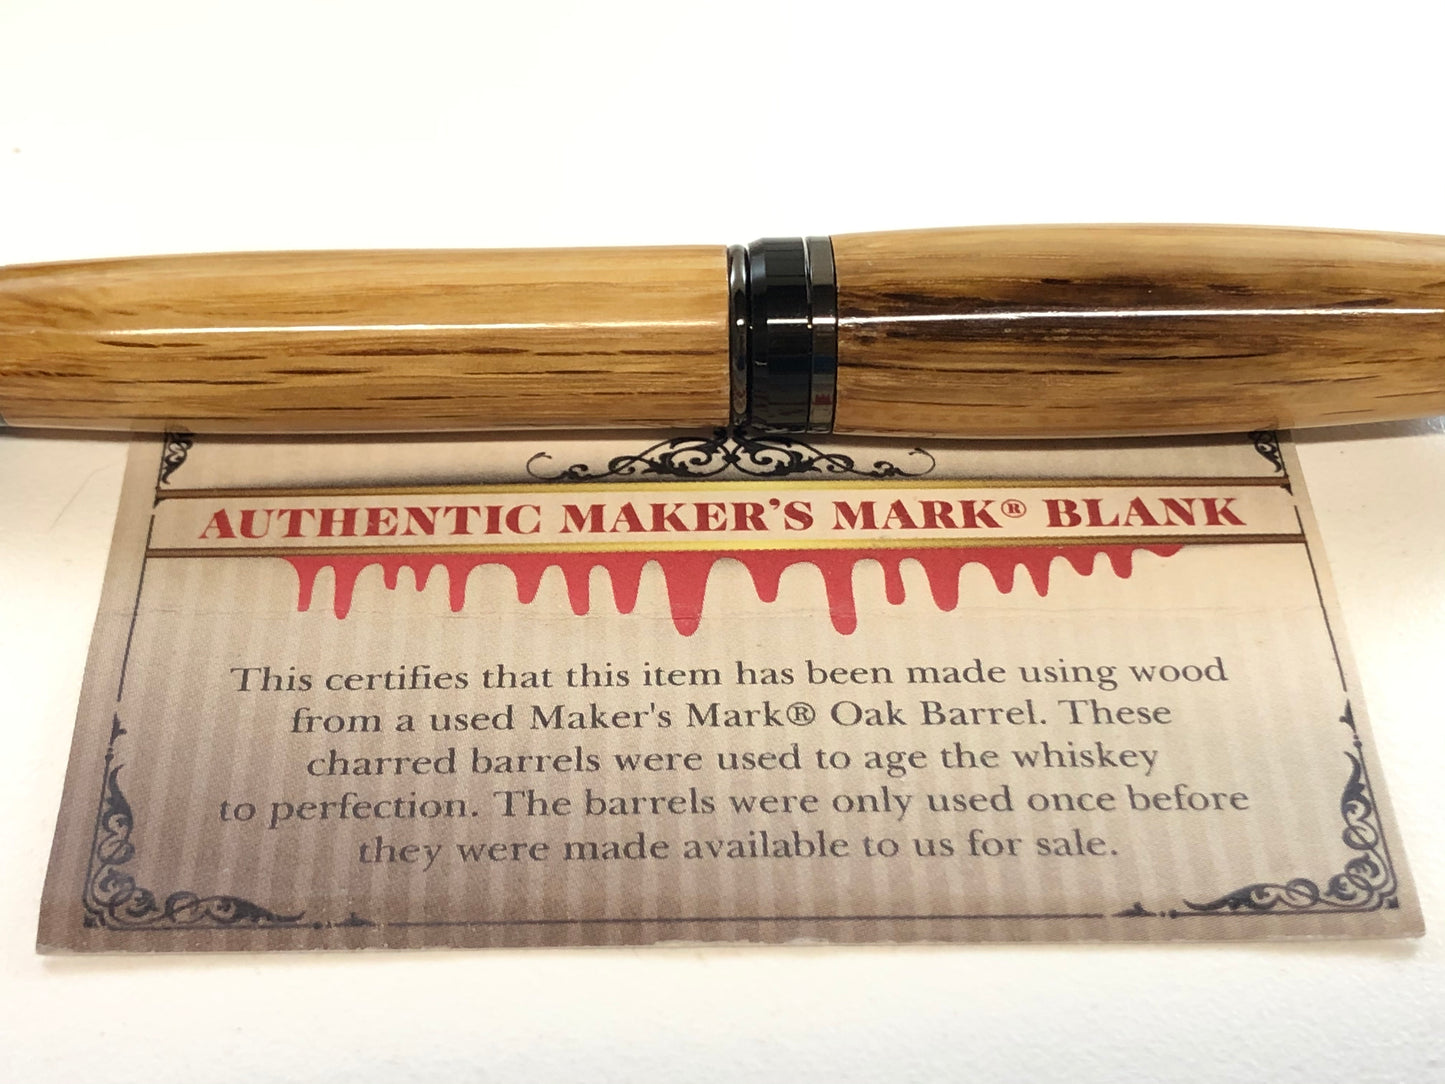 AUTHENTIC MAKER'S MARK® BLANK
This certifies that this item has been made using wood
from a used Maker's Mark® Oak Barrel. These
charred barrels were used to age the whiskey
to perfection. The barrels were only used once before
they were made available to us for sale.